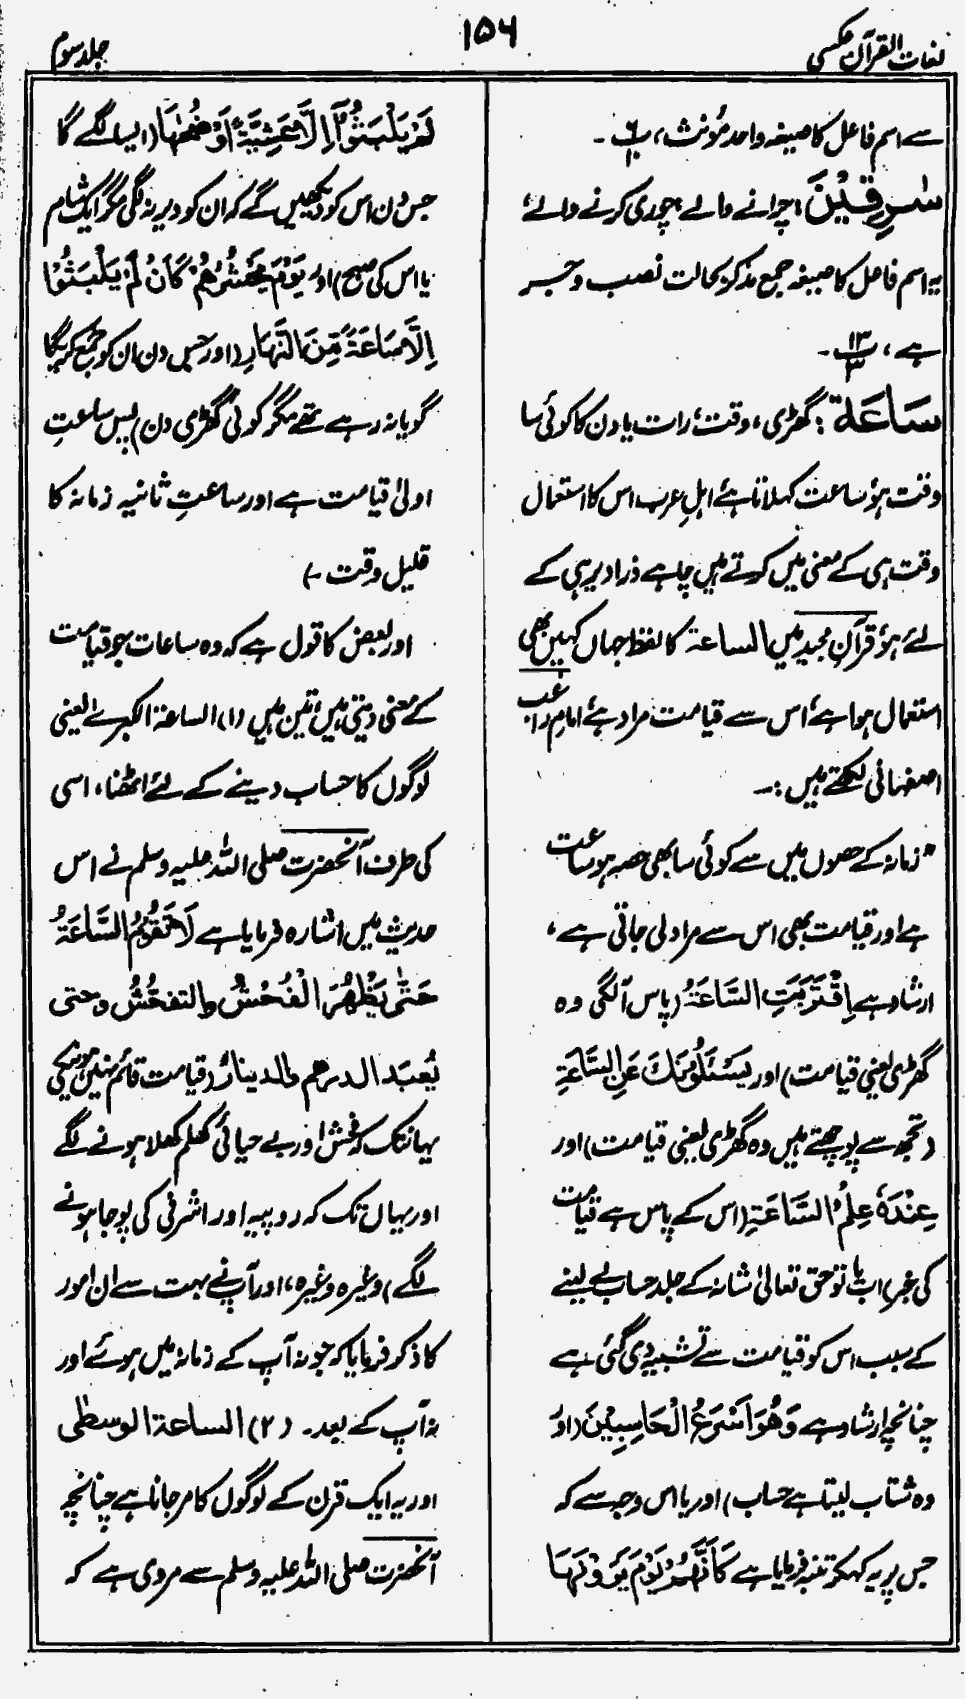 لغات القرآن عکسی
۱۵۶
جلد سوم
سے اسم فاعل کا صیغہ واحد مؤنث،
سَارِقِیْنَ: چرانے والے، چوری کرنے والے،
یہ اسم فاعل کا صیغہ جمع مذکر بحالت نصب و جر
ہے، ۱۳ ۳ ۔
سَاعَۃ: گھڑی، وقت، رات یا دن کا کوئی سا
وقت ہو ساعت کہلاتا ہے، اہلِ عرب اس کا استعمال
وقت ہی کے معنی میں کرتے ہیں چاہے ذرا دیر ہی کے
لئے ہو، قرآن مجید میں الساعۃ کا لفظ جہاں کہیں بھی
استعمال ہوا ہے، اس سے قیامت مراد ہے، امام راغب
اصفہانی لکھتے ہیں:۔
"زمانہ کے حصوں میں سے کوئی سا بھی حصہ ہو ساعت
ہے اور قیامت بھی اس سے مراد لی جاتی ہے،
ارشاد ہے اِقْتَرَبَتِ السَّاعَۃُ (پاس آ لگی وہ
گھڑی یعنی قیامت) اور یَسْئَلُوْنَکَ عَنِ السَّاعَۃِ
(تجھ سے پوچھتے ہیں وہ گھڑی یعنی قیامت) اور
عِنْدَہٗ عِلْمُ السَّاعَۃِ (اس کے پاس ہے قیامت
کی خبر) اب یا تو حق تعالیٰ شانہ کے جلد حساب لے لینے
کے سبب اس کو قیامت سے تشبیہ دی گئی ہے
چنانچہ ارشاد ہے وَھُوَ اَسْرَعُ الْحَاسِبِیْنَ (اور
وہ شتاب لیتا ہے حساب) اور یا اس وجہ سے کہ
جس پر یہ کہکر تنبہ فرمایا ہے کَاَنَّھُمْ یَوْمَ یَرَوْنَھَا
لَمْ یَلْبَثُوْٓا اِلَّا عَشِیَّۃً اَوْ ضُحٰھَا (ایسا لگے گا
جس دن اس کو دیکھیں گے کہ ان کو دیر نہ لگی مگر ایک شام
یا اس کی صبح) اور یَوْمَ یَحْشُرُھُمْ کَاَنْ لَّمْ یَلْبَثُوْٓا
اِلَّا سَاعَۃً مِّنَ النَّھَارِ (اور جس دن ان کو جمع کریگا
گویا نہ رہے تھے مگر کوئی گھڑی دن) پس ساعتِ
اولیٰ قیامت ہے اور ساعتِ ثانیہ زمانہ کا
قلیل وقت۔)
اور بعض کا قول ہے کہ وہ ساعات جو قیامت
کے معنی دیتی ہیں، تین ہیں (۱) الساعۃ الکبریٰ یعنی
لوگوں کا حساب دینے کے لئے اٹھنا، اسی
کی طرف آنحضرت صلی اللہ علیہ وسلم نے اس
حدیث میں اشارہ فرمایا ہے لَا تَقُوْمُ السَّاعَۃُ
حَتّٰی یَظْھُرَ الْفُحْشُ والتفحّشُ وحتی
یُعْبَدَ الدرھم والدینارُ (قیامت قائم نہیں ہوگی
یہانتک کہ فحش اور بے حیائی کھلم کھلا ہونے لگے
اور یہاں تک کہ روپیہ اور اشرفی کی پوجا ہونے
لگے) وغیرہ وغیرہ، اور آپ نے بہت سے ان امور
کا ذکر فرمایا کہ جو نہ آپ کے زمانہ میں ہوئے اور
نہ آپ کے بعد۔ (۲) الساعۃ الوسطٰی
اور یہ ایک قرن کے لوگوں کا مر جانا ہے چنانچہ
آنحضرت صلی اللہ علیہ وسلم سے مروی ہے کہ